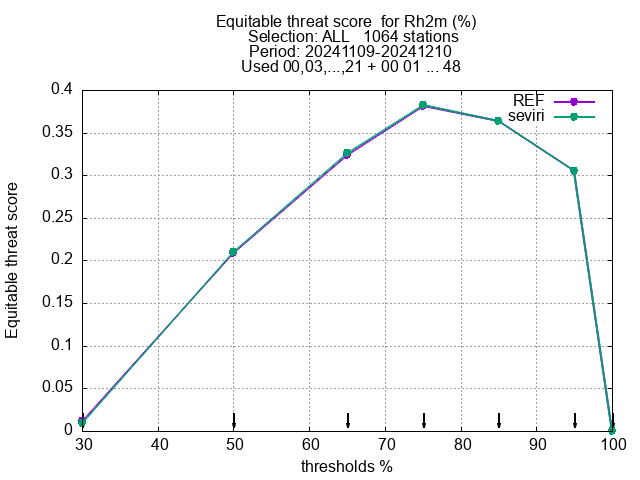 Equitable threat score  for Rh2m (%)
Selection: ALL   1064 stations
Period: 20241109-20241210
Used 00,03,...,21 + 00 01 ... 48
REF
seviri
0.4
0.35
0.3
0.25
0.2
0.15
0.1
0.05
0
Equitable threat score
30 40 50 60 70 80 90 100
thresholds %